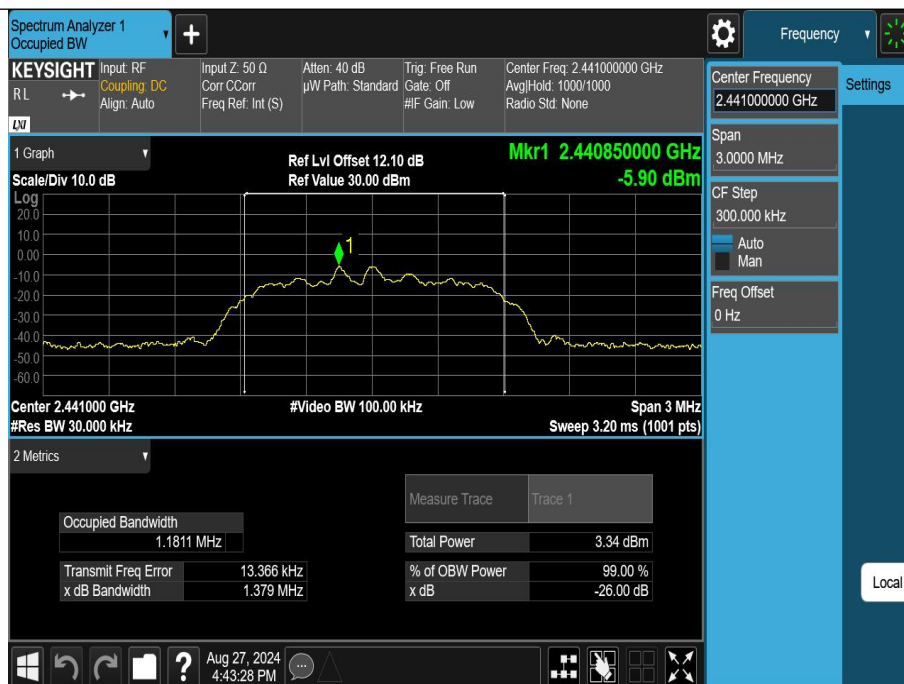 Spectrum Analyzer 1
Occupied BW
Frequency
KEYSIGHT
RL
LXI
Input: RF
Coupling: DC
Align: Auto
Input Z: 50 Ω
Corr CCorr
Freq Ref: Int (S)
Atten: 40 dB
µW Path: Standard
Trig: Free Run
Gate: Off
#IF Gain: Low
Center Freq: 2.441000000 GHz
Avg|Hold: 1000/1000
Radio Std: None
Center Frequency
2.441000000 GHz
Settings
Span
3.0000 MHz
CF Step
300.000 kHz
Auto
Man
Freq Offset
0 Hz
Local
1 Graph
Scale/Div 10.0 dB
Ref Lvl Offset 12.10 dB
Ref Value 30.00 dBm
Mkr1 2.440850000 GHz
-5.90 dBm
Log
20.0
10.0
0.00
-10.0
-20.0
-30.0
-40.0
-50.0
-60.0
1
Center 2.441000 GHz
#Res BW 30.000 kHz
#Video BW 100.00 kHz
Span 3 MHz
Sweep 3.20 ms (1001 pts)
2 Metrics
Measure Trace Trace 1
Occupied Bandwidth
1.1811 MHz
Total Power 3.34 dBm
Transmit Freq Error 13.366 kHz
% of OBW Power 99.00 %
x dB Bandwidth 1.379 MHz
x dB -26.00 dB
?
Aug 27, 2024
4:43:28 PM